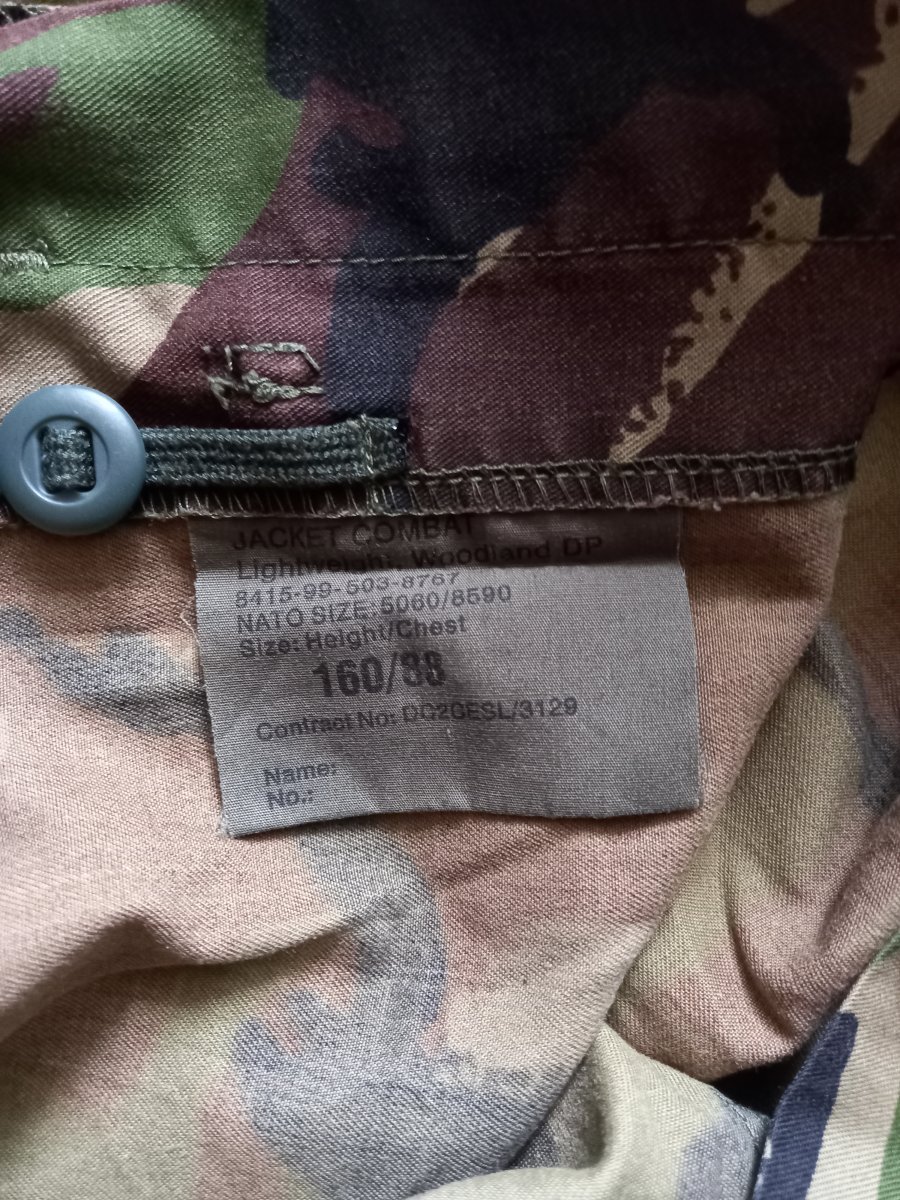 JACKET COMBAT
Lightweight, Woodland DP
8415-99-503-8767
NATO SIZE: 5060/8590
Size: Height/Chest
160/88
Contract No: DC2GESL/3129
Name:
No.: